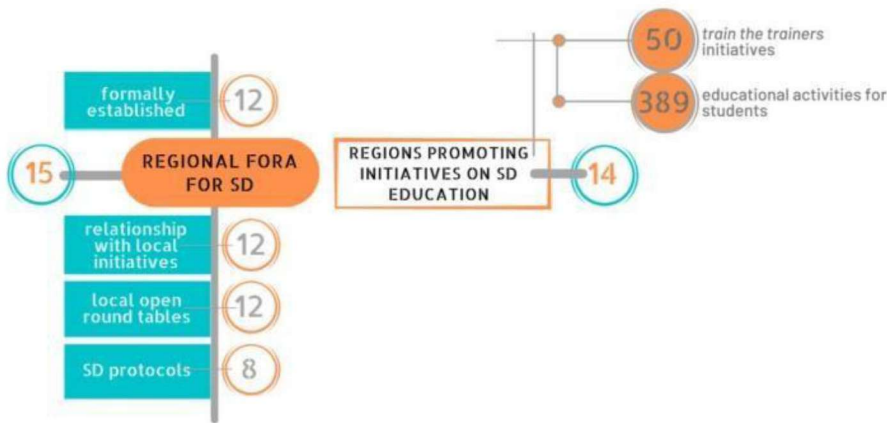 formally
established
12
15
REGIONAL FORA
FOR SD
relationship
with local
initiatives
12
local open
round tables
12
SD protocols
8
50
train the trainers
initiatives
389
educational activities for
students
REGIONS PROMOTING
INITIATIVES ON SD
EDUCATION
14